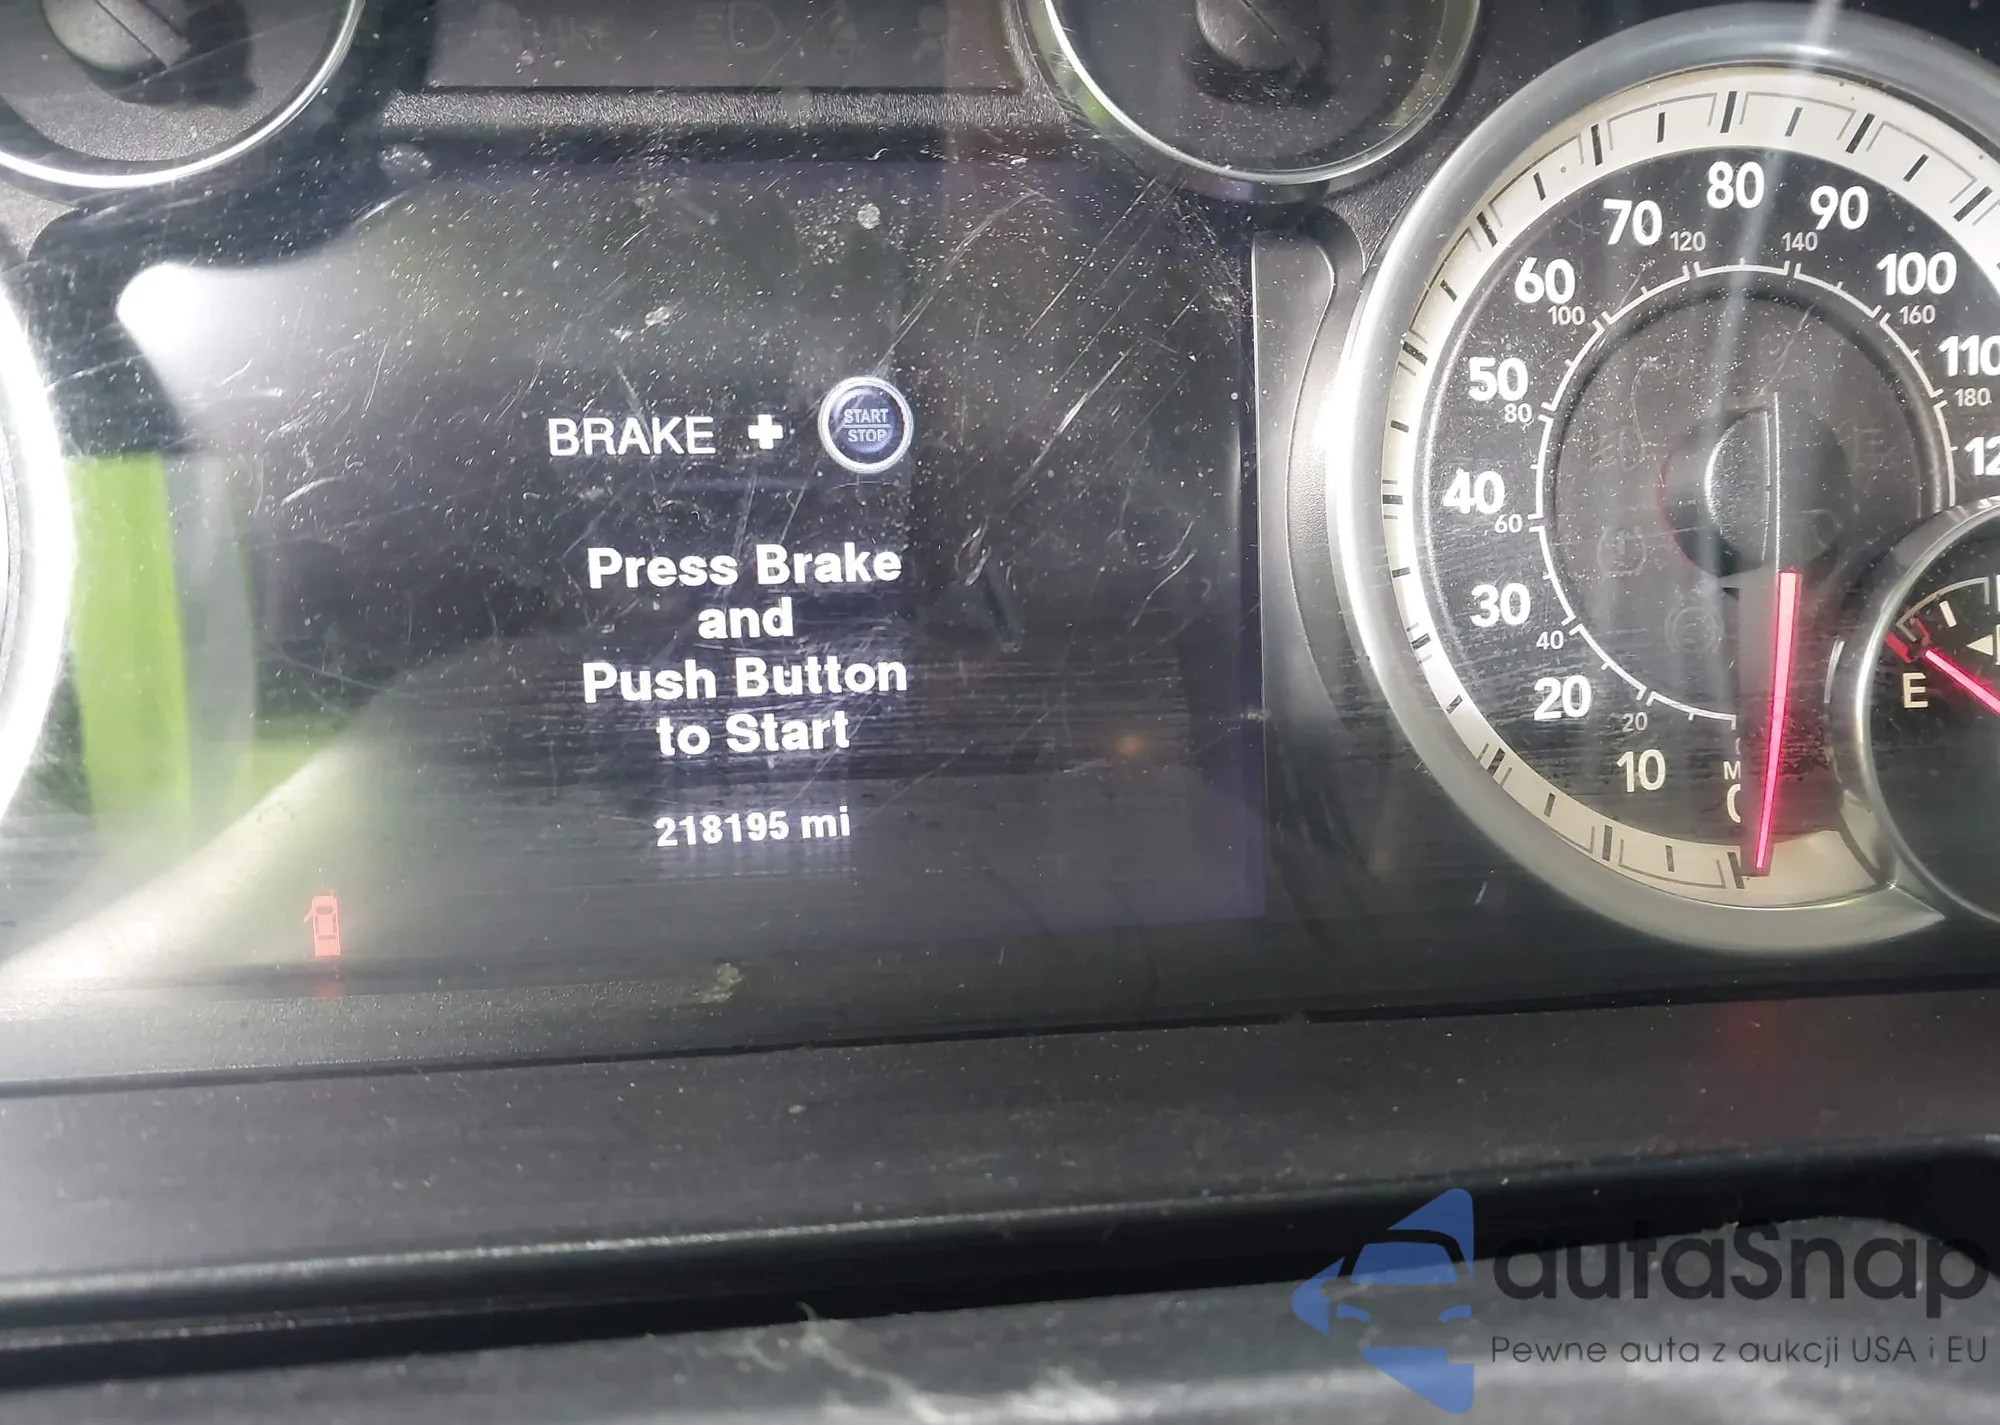 BRAKE + START STOP
Press Brake
and
Push Button
to Start
218195 mi
80
70
90
120
140
60
100
100
160
50
110
80
180
40
60
30
40
20
20
10
E
autaSnap
Pewne auta z aukcji USA i EU